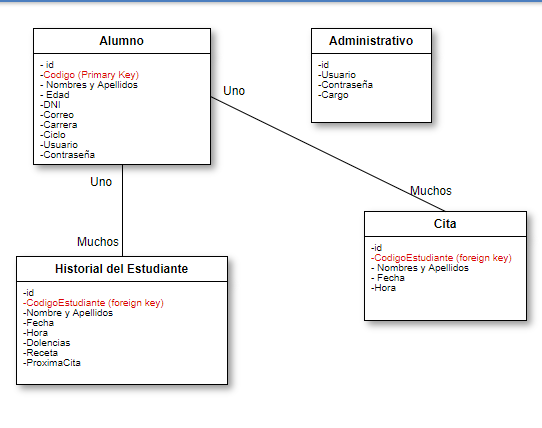 Alumno
- id
-Codigo (Primary Key)
- Nombres y Apellidos
- Edad
-DNI
-Correo
-Carrera
-Ciclo
-Usuario
-Contraseña
Administrativo
-id
-Usuario
-Contraseña
-Cargo
Uno
Muchos
Uno
Muchos
Cita
-id
-CodigoEstudiante (foreign key)
- Nombres y Apellidos
- Fecha
-Hora
Historial del Estudiante
-id
-CodigoEstudiante (foreign key)
-Nombre y Apellidos
-Fecha
-Hora
-Dolencias
-Receta
-ProximaCita